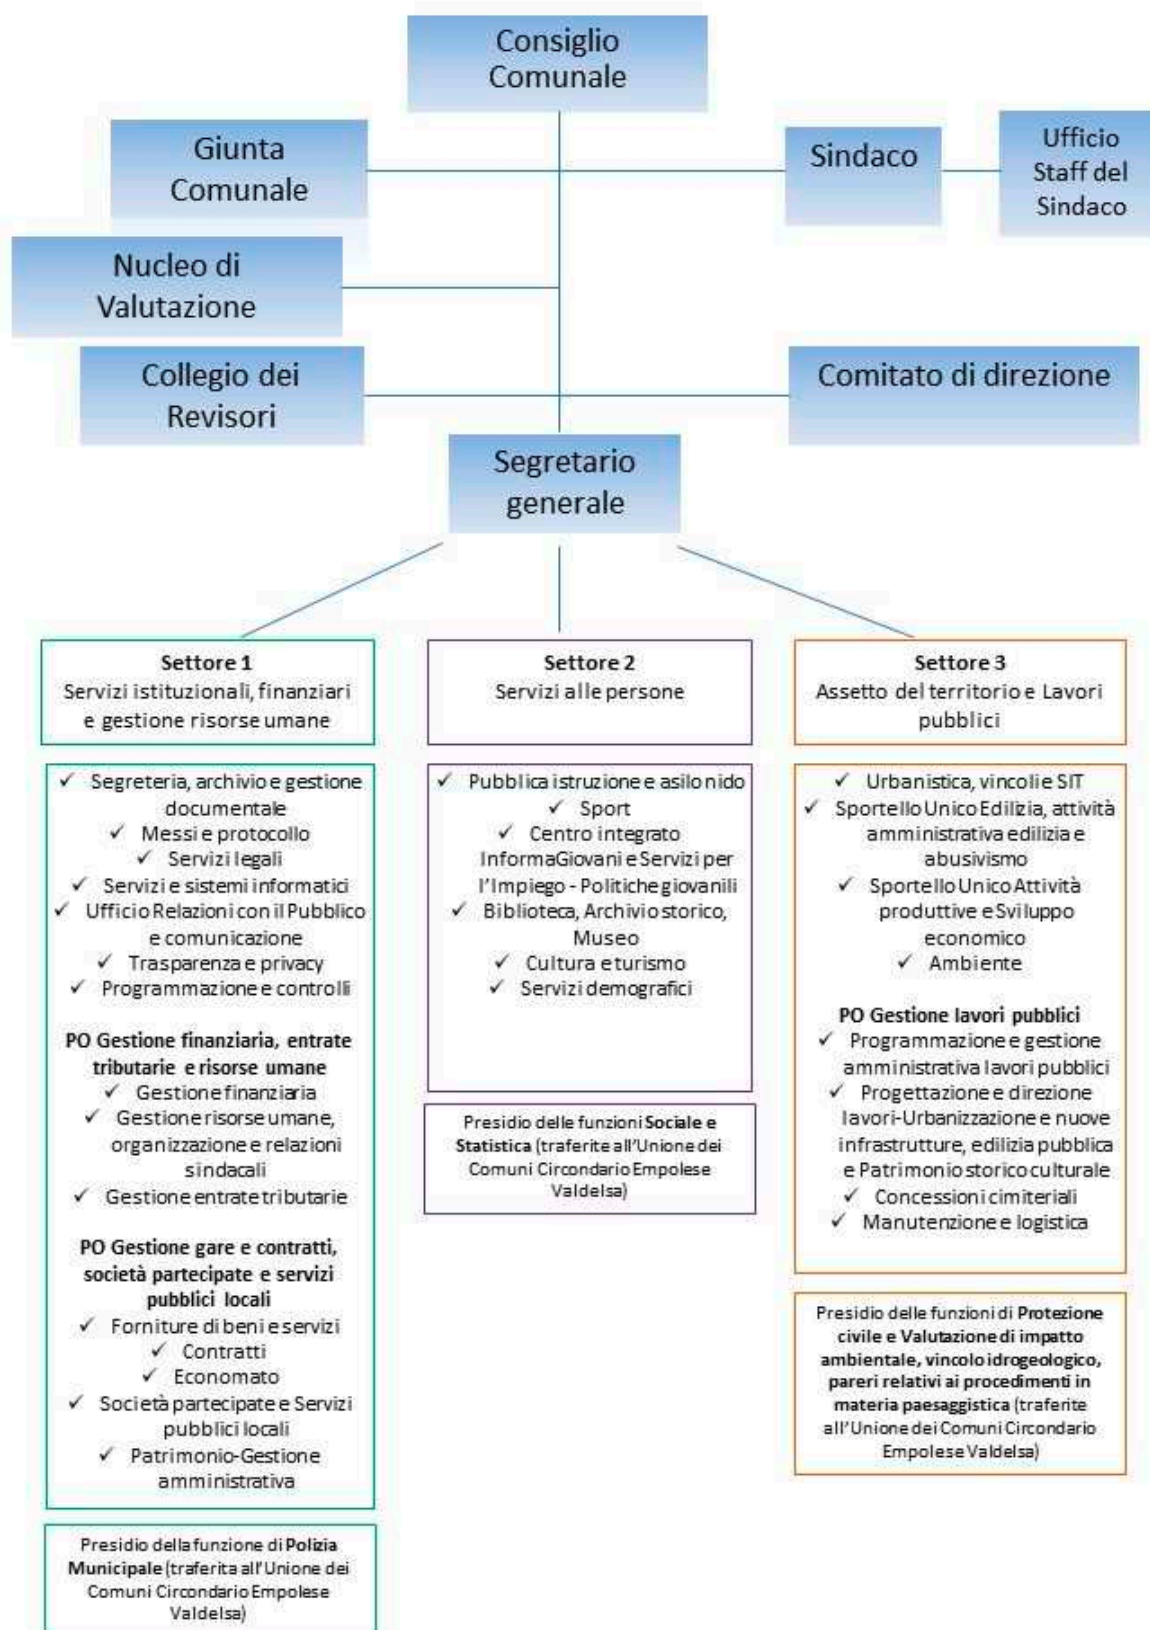 Consiglio
Comunale
Giunta
Comunale
Sindaco
Ufficio
Staff del
Sindaco
Nucleo di
Valutazione
Collegio dei
Revisori
Comitato di direzione
Segretario
generale
Settore 1
Servizi istituzionali, finanziari
e gestione risorse umane
✓ Segreteria, archivio e gestione
documentale
✓ Messi e protocollo
✓ Servizi legali
✓ Servizi e sistemi informatici
✓ Ufficio Relazioni con il Pubblico
e comunicazione
✓ Trasparenza e privacy
✓ Programmazione e controlli
PO Gestione finanziaria, entrate
tributarie e risorse umane
✓ Gestione finanziaria
✓ Gestione risorse umane,
organizzazione e relazioni
sindacali
✓ Gestione entrate tributarie
PO Gestione gare e contratti,
società partecipate e servizi
pubblici locali
✓ Forniture di beni e servizi
✓ Contratti
✓ Economato
✓ Società partecipate e Servizi
pubblici locali
✓ Patrimonio-Gestione
amministrativa
Presidio della funzione di Polizia
Municipale (traferita all'Unione dei
Comuni Circondario Empolese
Valdelsa)
Settore 2
Servizi alle persone
✓ Pubblica istruzione e asilo nido
✓ Sport
✓ Centro integrato
InformaGiovani e Servizi per
l'Impiego - Politiche giovanili
✓ Biblioteca, Archivio storico,
Museo
✓ Cultura e turismo
✓ Servizi demografici
Presidio delle funzioni Sociale e
Statistica (traferite all'Unione dei
Comuni Circondario Empolese
Valdelsa)
Settore 3
Assetto del territorio e Lavori
pubblici
✓ Urbanistica, vincoli e SIT
✓ Sportello Unico Edilizia, attività
amministrativa edilizia e
abusivismo
✓ Sportello Unico Attività
produttive e Sviluppo
economico
✓ Ambiente
PO Gestione lavori pubblici
✓ Programmazione e gestione
amministrativa lavori pubblici
✓ Progettazione e direzione
lavori-Urbanizzazione e nuove
infrastrutture, edilizia pubblica
e Patrimonio storico culturale
✓ Concessioni cimiteriali
✓ Manutenzione e logistica
Presidio delle funzioni di Protezione
civile e Valutazione di impatto
ambientale, vincolo idrogeologico,
pareri relativi ai procedimenti in
materia paesaggistica (traferite
all'Unione dei Comuni Circondario
Empolese Valdelsa)